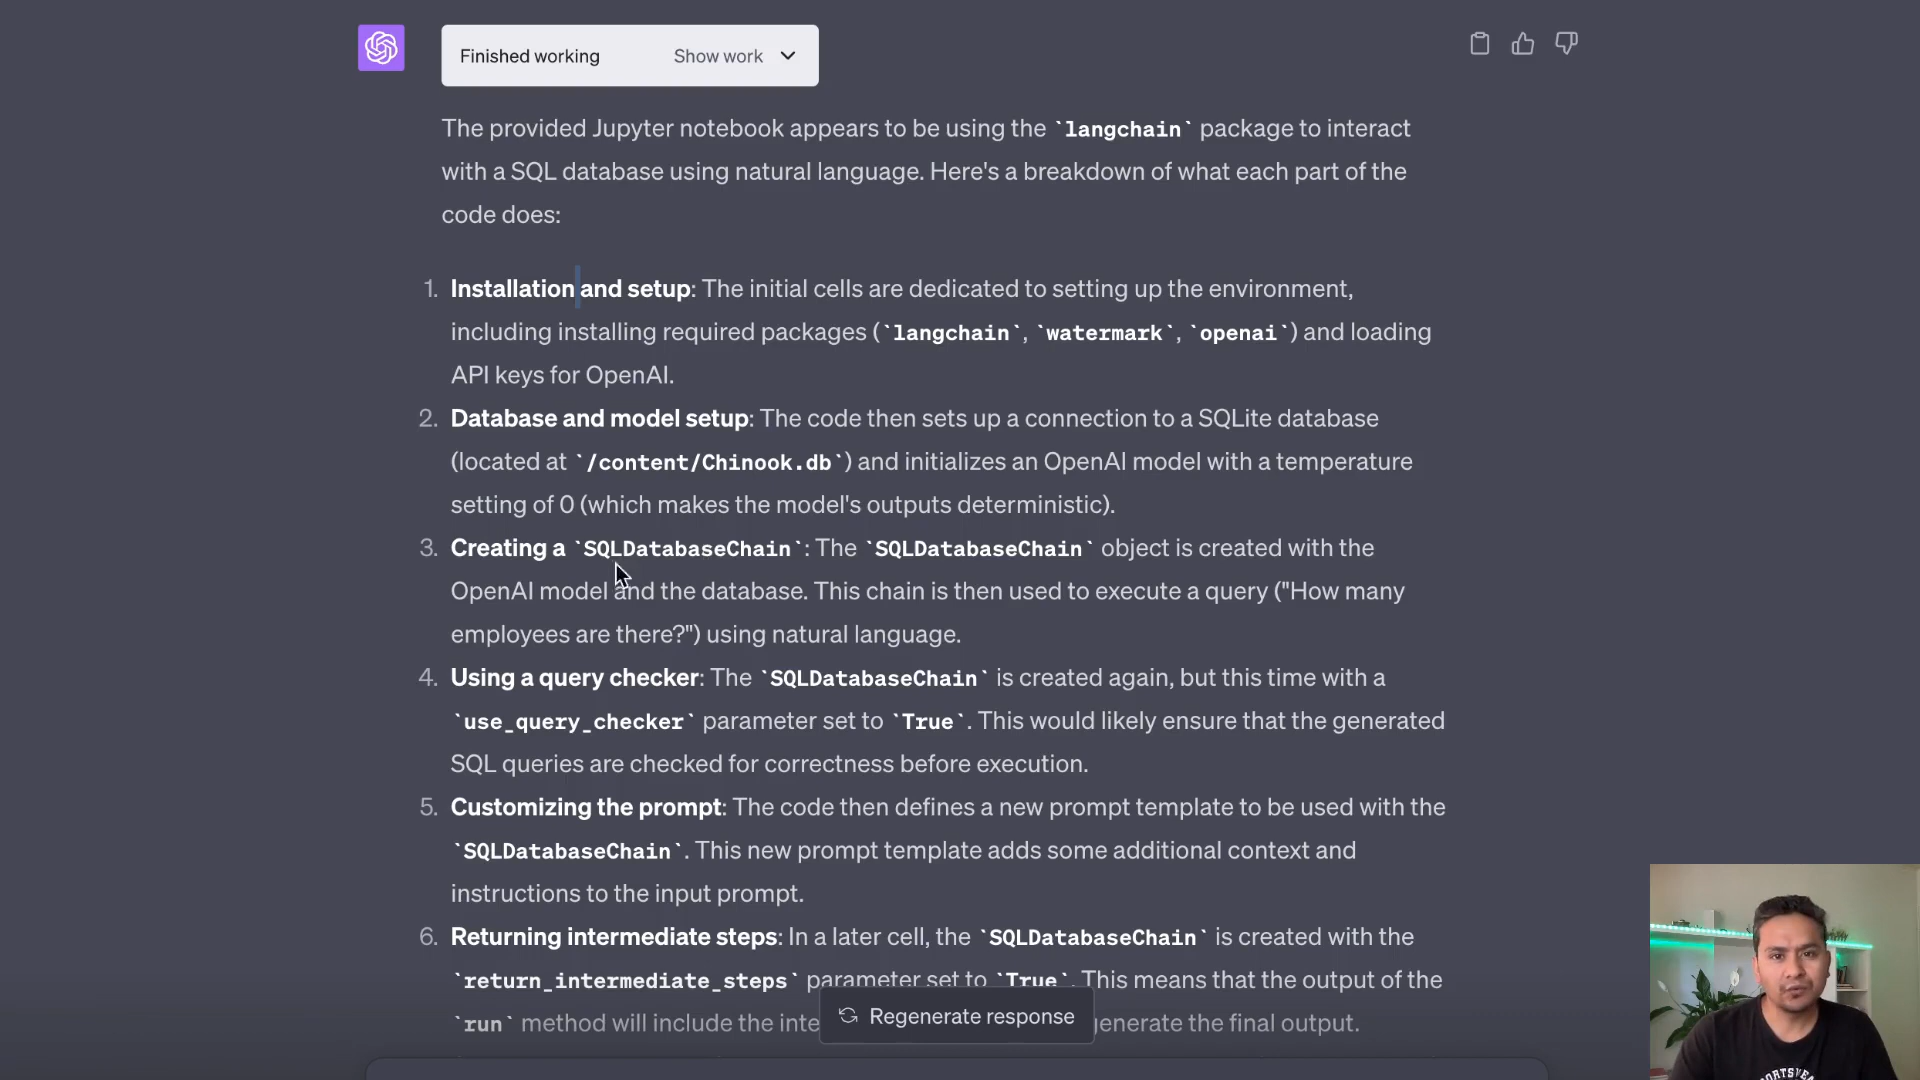 Finished working Show work
The provided Jupyter notebook appears to be using the `langchain` package to interact
with a SQL database using natural language. Here's a breakdown of what each part of the
code does:
1. Installation and setup: The initial cells are dedicated to setting up the environment,
including installing required packages (`langchain`, `watermark`, `openai`) and loading
API keys for OpenAI.
2. Database and model setup: The code then sets up a connection to a SQLite database
(located at `/content/Chinook.db`) and initializes an OpenAI model with a temperature
setting of 0 (which makes the model's outputs deterministic).
3. Creating a `SQLDatabaseChain`: The `SQLDatabaseChain` object is created with the
OpenAI model and the database. This chain is then used to execute a query ("How many
employees are there?") using natural language.
4. Using a query checker: The `SQLDatabaseChain` is created again, but this time with a
`use_query_checker` parameter set to `True`. This would likely ensure that the generated
SQL queries are checked for correctness before execution.
5. Customizing the prompt: The code then defines a new prompt template to be used with the
`SQLDatabaseChain`. This new prompt template adds some additional context and
instructions to the input prompt.
6. Returning intermediate steps: In a later cell, the `SQLDatabaseChain` is created with the
`return_intermediate_steps` parameter set to `True`. This means that the output of the
`run` method will include the inte
Regenerate response
enerate the final output.